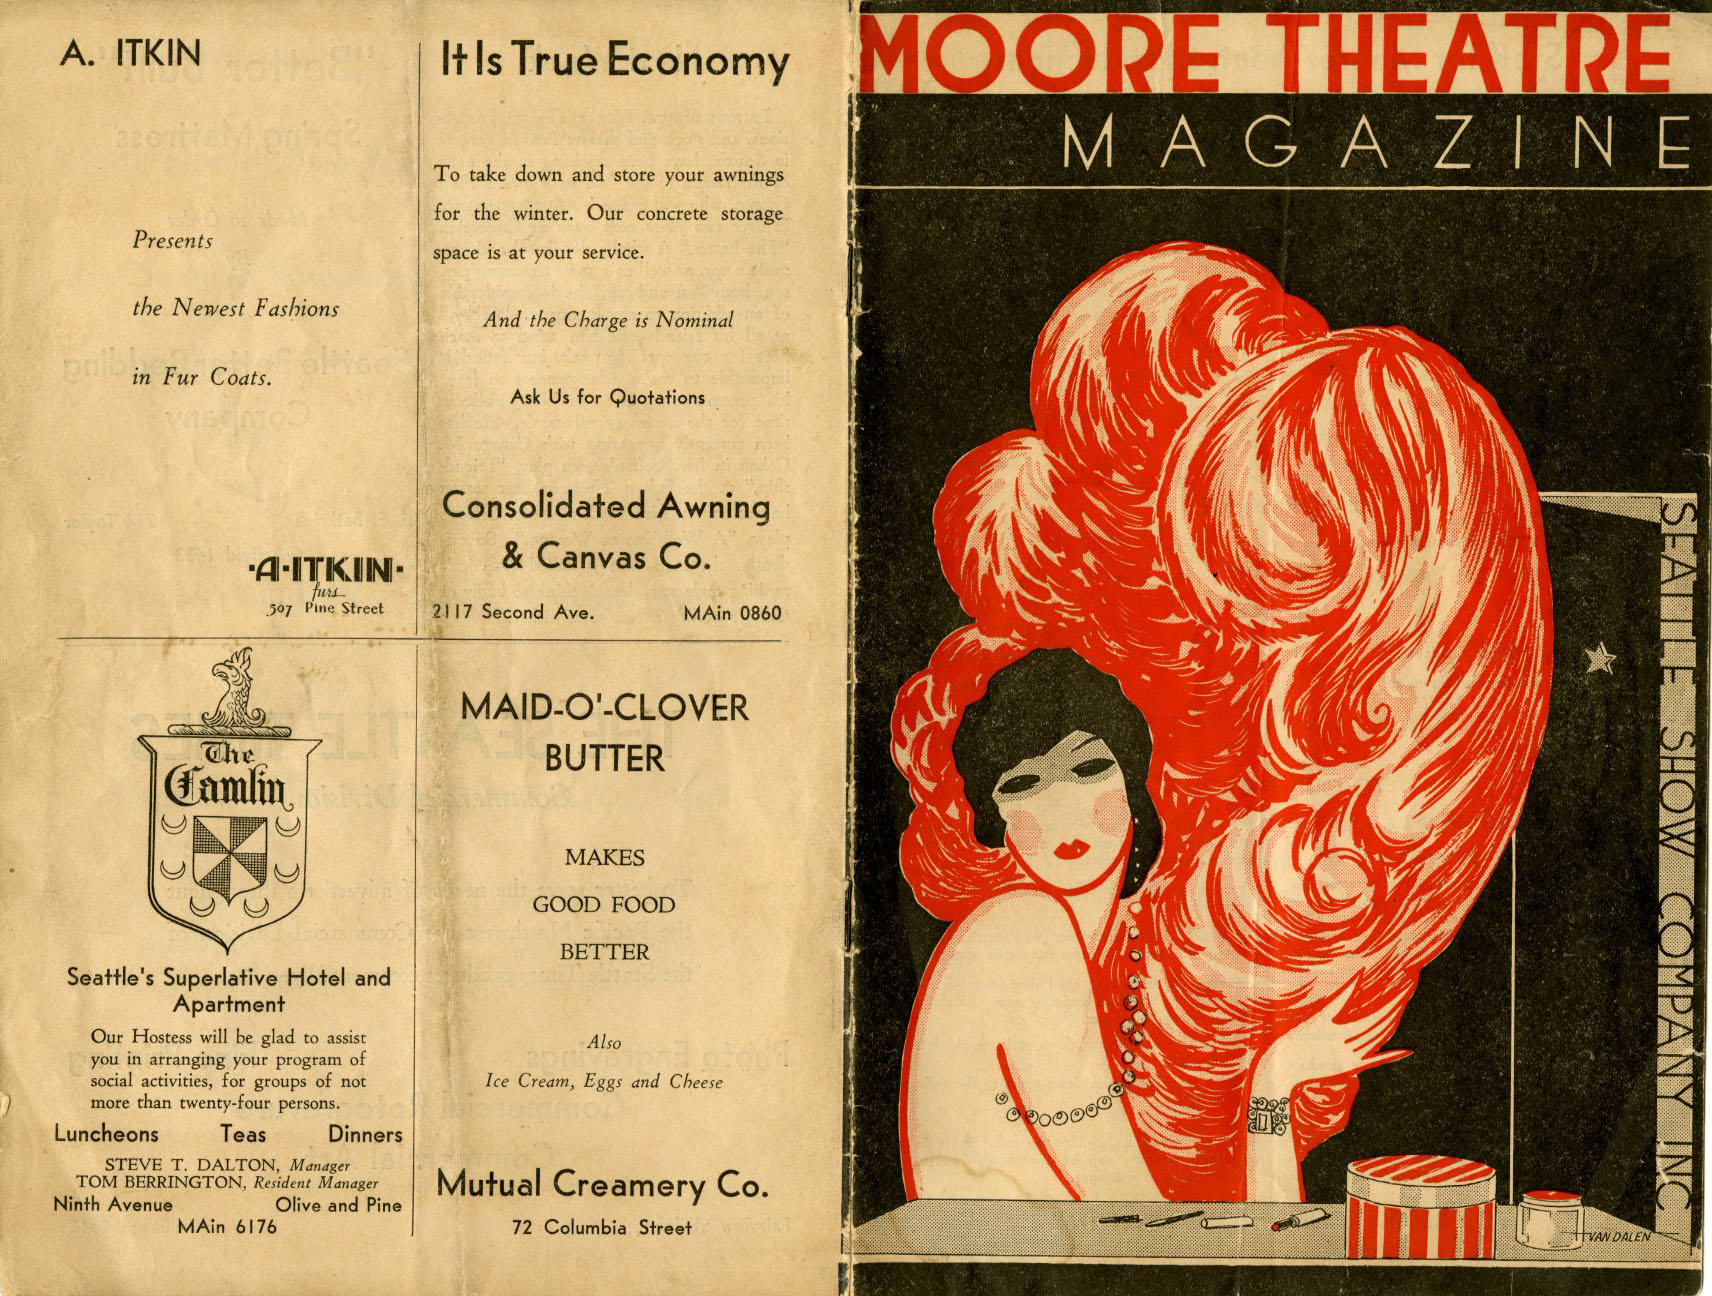 A. ITKIN
Presents
the Newest Fashions
in Fur Coats.
·A·ITKIN·
furs
507 Pine Street
It Is True Economy
To take down and store your awnings
for the winter. Our concrete storage
space is at your service.
And the Charge is Nominal
Ask Us for Quotations
Consolidated Awning
& Canvas Co.
2117 Second Ave. MAin 0860
The
Camlin
Seattle's Superlative Hotel and
Apartment
Our Hostess will be glad to assist
you in arranging your program of
social activities, for groups of not
more than twenty-four persons.
Luncheons Teas Dinners
STEVE T. DALTON, Manager
TOM BERRINGTON, Resident Manager
Ninth Avenue Olive and Pine
MAin 6176
MAID-O'-CLOVER
BUTTER
MAKES
GOOD FOOD
BETTER
Also
Ice Cream, Eggs and Cheese
Mutual Creamery Co.
72 Columbia Street
MOORE THEATRE
MAGAZINE
SEATTLE SHOW COMPANY INC
VAN DALEN